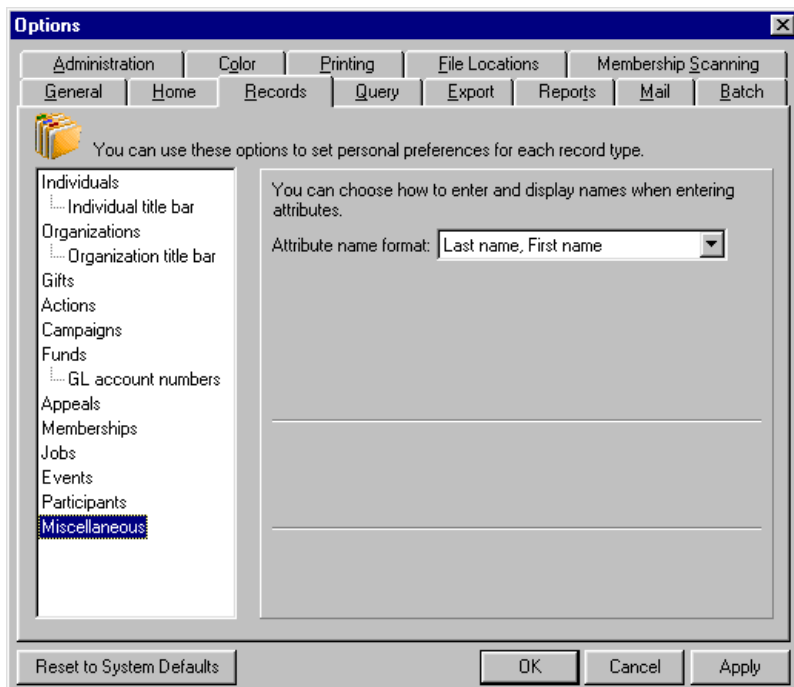 Options
Administration
Color
Printing
File Locations
Membership Scanning
General
Home
Records
Query
Export
Reports
Mail
Batch
You can use these options to set personal preferences for each record type.
Individuals
Individual title bar
Organizations
Organization title bar
Gifts
Actions
Campaigns
Funds
GL account numbers
Appeals
Memberships
Jobs
Events
Participants
Miscellaneous
You can choose how to enter and display names when entering
attributes.
Attribute name format: Last name, First name
Reset to System Defaults
OK
Cancel
Apply